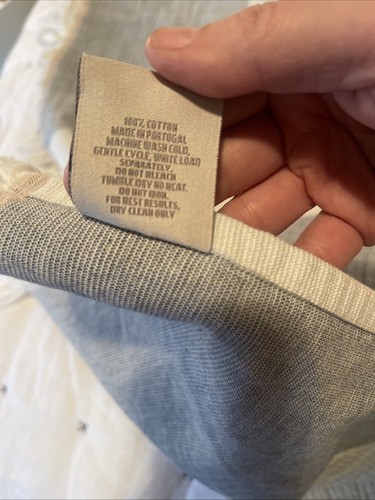 100% COTTON
MADE IN PORTUGAL
MACHINE WASH COLD,
GENTLE CYCLE, WHITE LOAD
SEPARATELY,
DO NOT BLEACH
TUMBLE DRY NO HEAT.
DO NOT IRON.
FOR BEST RESULTS,
DRY CLEAN ONLY